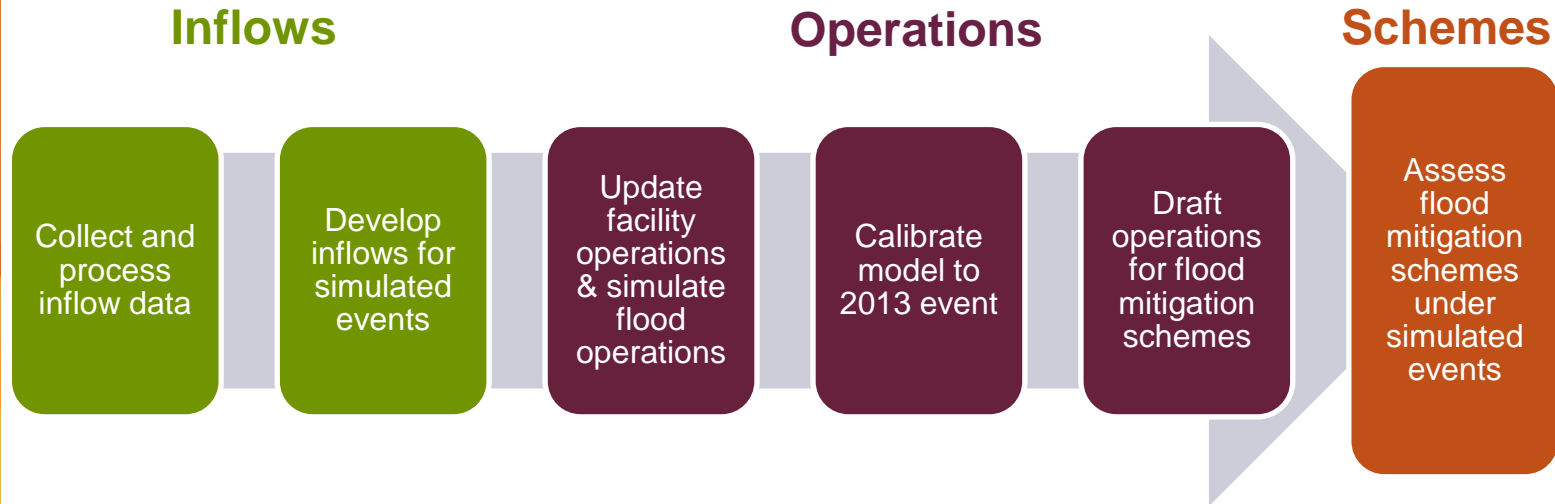 Inflows
Operations
Schemes
Collect and
process
inflow data
Develop
inflows for
simulated
events
Update
facility
operations
& simulate
flood
operations
Calibrate
model to
2013 event
Draft
operations
for flood
mitigation
schemes
Assess
flood
mitigation
schemes
under
simulated
events